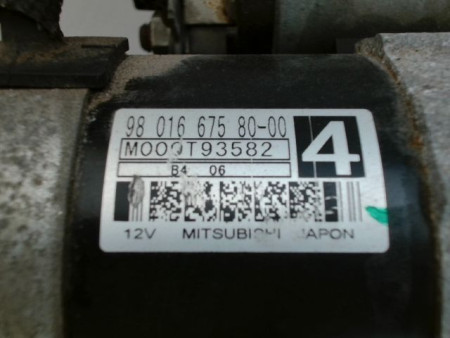 98 016 675 80-00
4
M000T93582
B4 06
12V MITSUBISHI JAPON